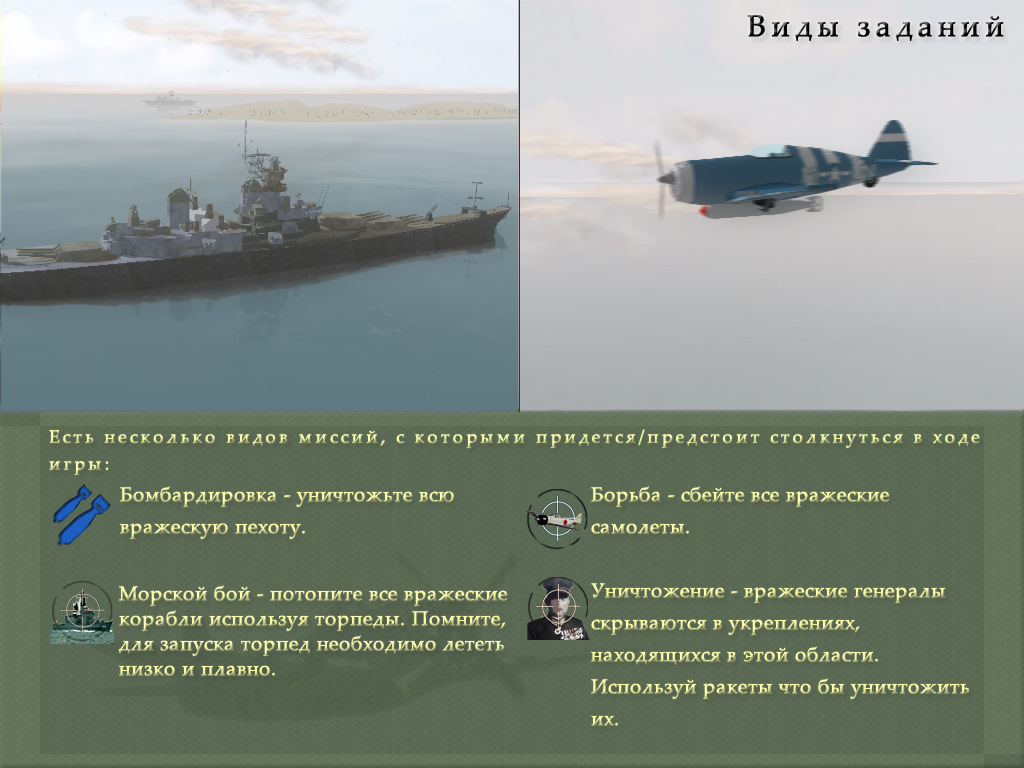 Виды заданий
Есть несколько видов миссий, с которыми придется/предстоит столкнуться в ходе
игры:
Бомбардировка - уничтожьте всю
вражескую пехоту.
Борьба - сбейте все вражеские
самолеты.
Морской бой - потопите все вражеские
корабли используя торпеды. Помните,
для запуска торпед необходимо лететь
низко и плавно.
Уничтожение - вражеские генералы
скрываются в укреплениях,
находящихся в этой области.
Используй ракеты что бы уничтожить
их.